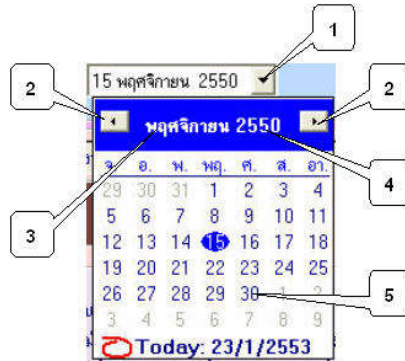 1
15 พฤศจิกายน 2550
2 2
พฤศจิกายน 2550
4
จ. อ. พ. พฤ. ศ. ส. อา.
29 30 31 1 2 3 4
5 6 7 8 9 10 11
3
12 13 14 15 16 17 18
19 20 21 22 23 24 25
26 27 28 29 30 1 2
5
3 4 5 6 7 8 9
Today: 23/1/2553